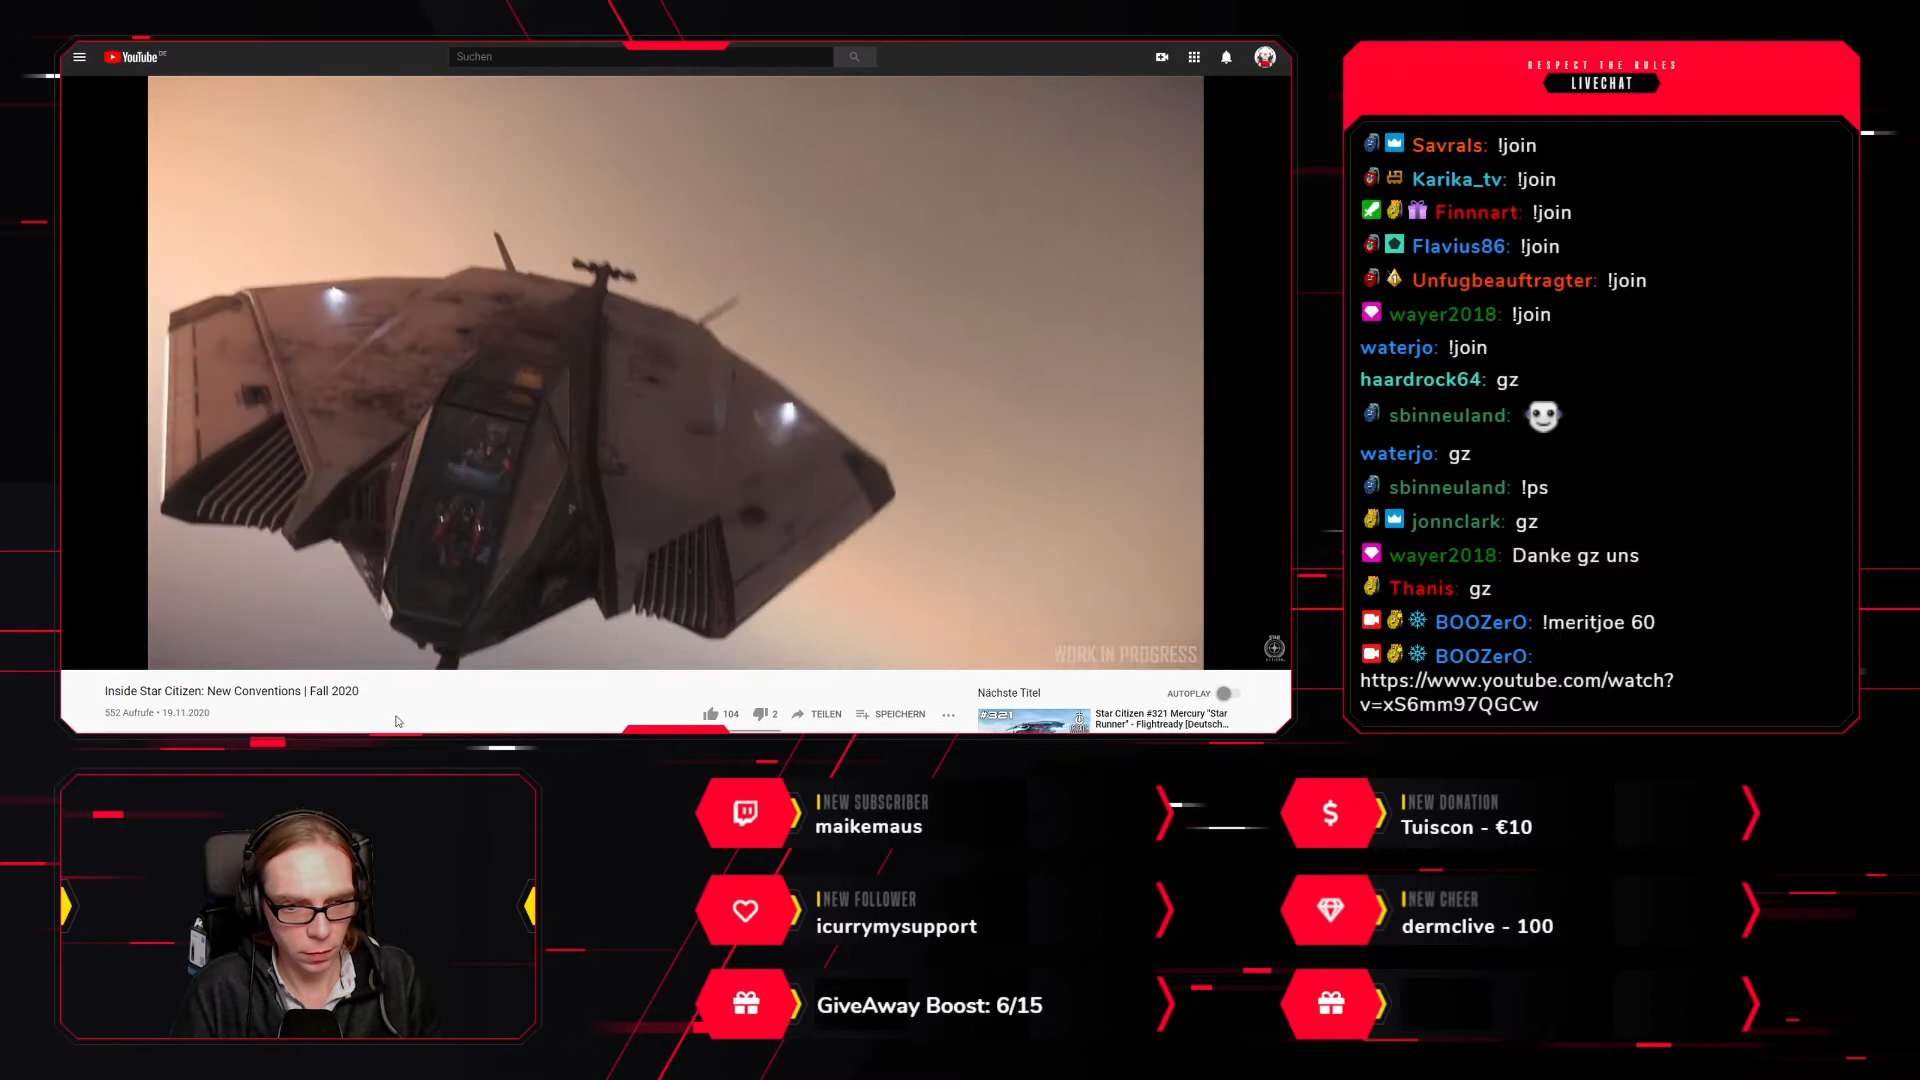 YouTube DE
Suchen
WORK IN PROGRESS
Inside Star Citizen: New Conventions | Fall 2020
552 Aufrufe • 19.11.2020
104
2
TEILEN
SPEICHERN
Nächste Titel
AUTOPLAY
#321
Star Citizen #321 Mercury "Star
Runner" - Flightready [Deutsch...
RESPECT THE RULES
LIVECHAT
Savrals: !join
Karika_tv: !join
Finnnart: !join
Flavius86: !join
Unfugbeauftragter: !join
wayer2018: !join
waterjo: !join
haardrock64: gz
sbinneuland:
waterjo: gz
sbinneuland: !ps
jonnclark: gz
wayer2018: Danke gz uns
Thanis: gz
BOOZerO: !meritjoe 60
BOOZerO:
https://www.youtube.com/watch?
v=xS6mm97QGCw
NEW SUBSCRIBER
maikemaus
NEW DONATION
Tuiscon - €10
NEW FOLLOWER
icurrymysupport
NEW CHEER
dermclive - 100
GiveAway Boost: 6/15